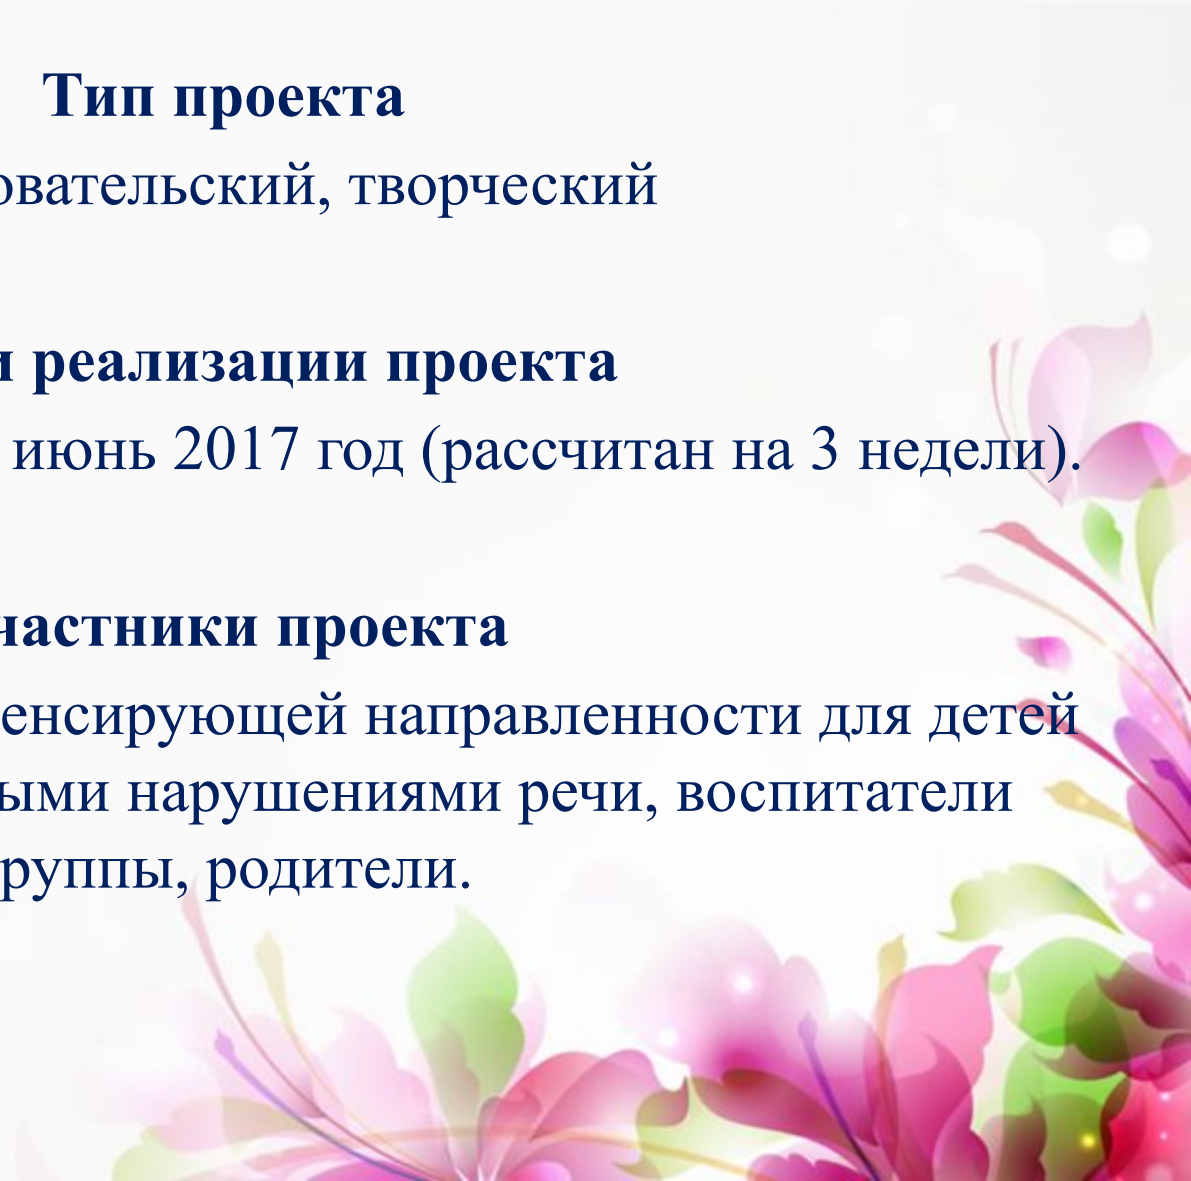 Тип проекта
овательский, творческий
и реализации проекта
июнь 2017 год (рассчитан на 3 недели).
частники проекта
енсирующей направленности для детей
ыми нарушениями речи, воспитатели
руппы, родители.